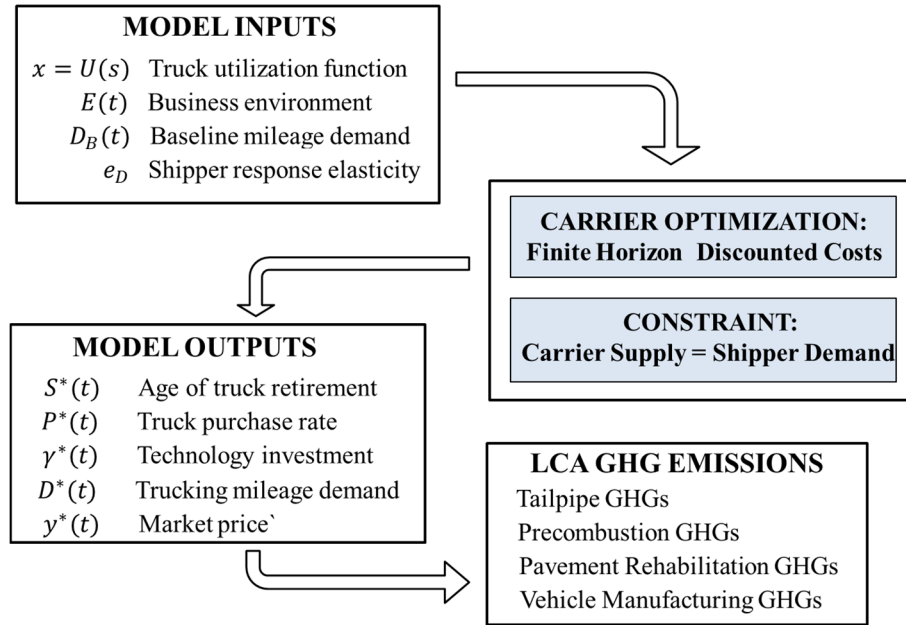 MODEL INPUTS
x = U(s) Truck utilization function
E(t) Business environment
D_B(t) Baseline mileage demand
e_D Shipper response elasticity
CARRIER OPTIMIZATION:
Finite Horizon Discounted Costs
CONSTRAINT:
Carrier Supply = Shipper Demand
MODEL OUTPUTS
S*(t) Age of truck retirement
P*(t) Truck purchase rate
γ*(t) Technology investment
D*(t) Trucking mileage demand
y*(t) Market price`
LCA GHG EMISSIONS
Tailpipe GHGs
Precombustion GHGs
Pavement Rehabilitation GHGs
Vehicle Manufacturing GHGs